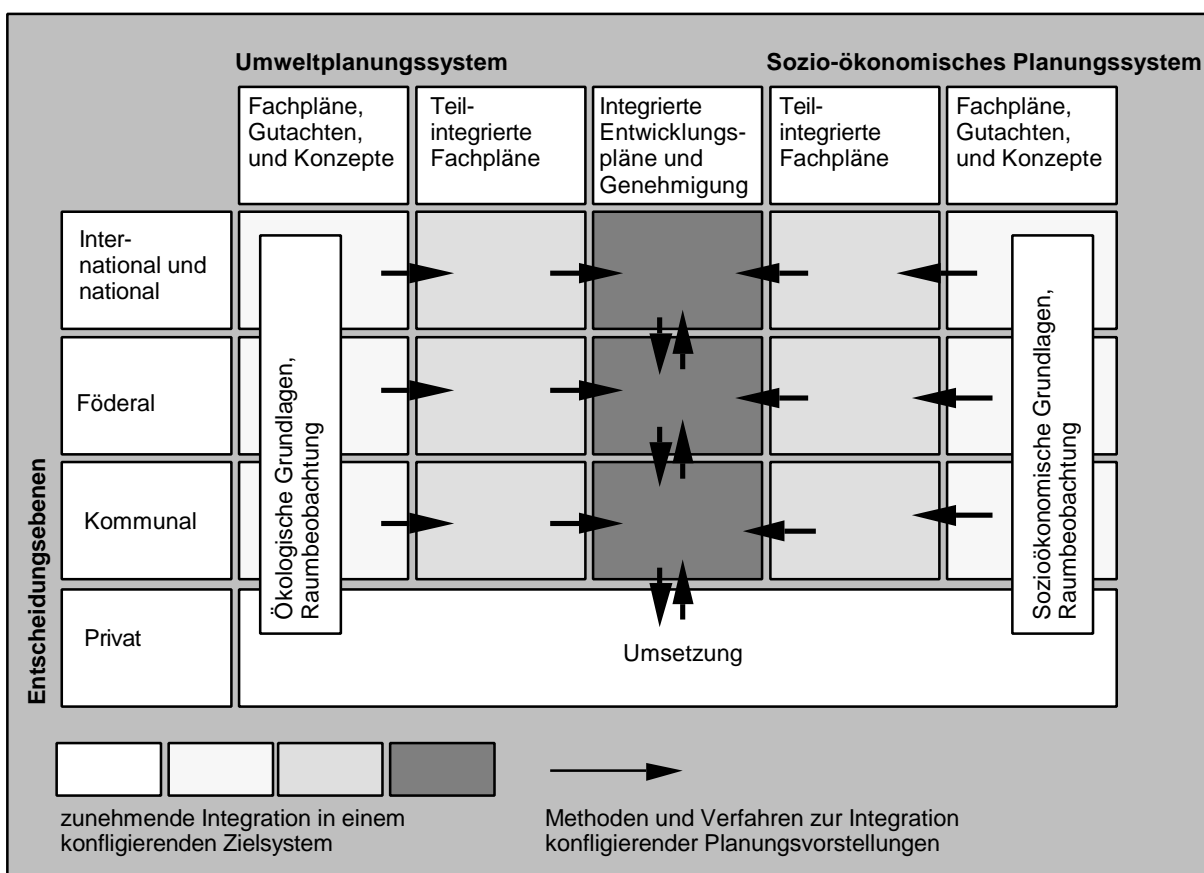 Umweltplanungssystem
Sozio-ökonomisches Planungssystem
Fachpläne,
Gutachten,
und Konzepte
Teil-
integrierte
Fachpläne
Integrierte
Entwicklungs-
pläne und
Genehmigung
Teil-
integrierte
Fachpläne
Fachpläne,
Gutachten,
und Konzepte
Entscheidungsebenen
Inter-
national und
national
Föderal
Kommunal
Privat
Ökologische Grundlagen,
Raumbeobachtung
Sozioökonomische Grundlagen,
Raumbeobachtung
Umsetzung
zunehmende Integration in einem
konfligierenden Zielsystem
Methoden und Verfahren zur Integration
konfligierender Planungsvorstellungen